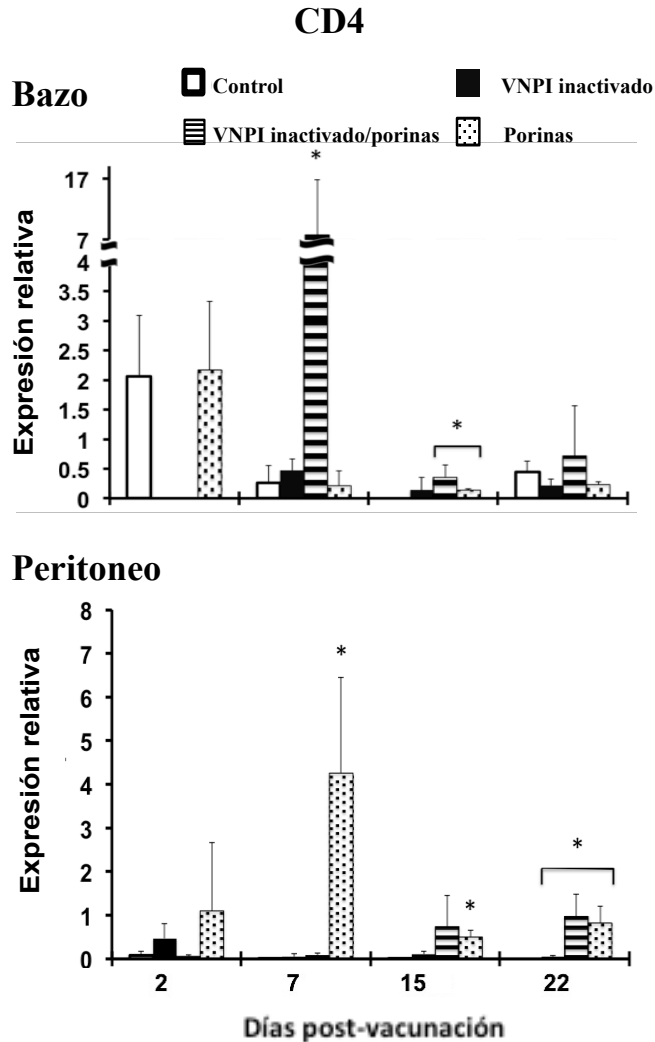 CD4
Bazo
Control
VNPI inactivado
VNPI inactivado/porinas
Porinas
Expresión relativa
17
7
4
3.5
3
2.5
2
1.5
1
0.5
0
*
*
Peritoneo
Expresión relativa
8
7
6
5
4
3
2
1
0
*
*
*
2 7 15 22
Días post-vacunación